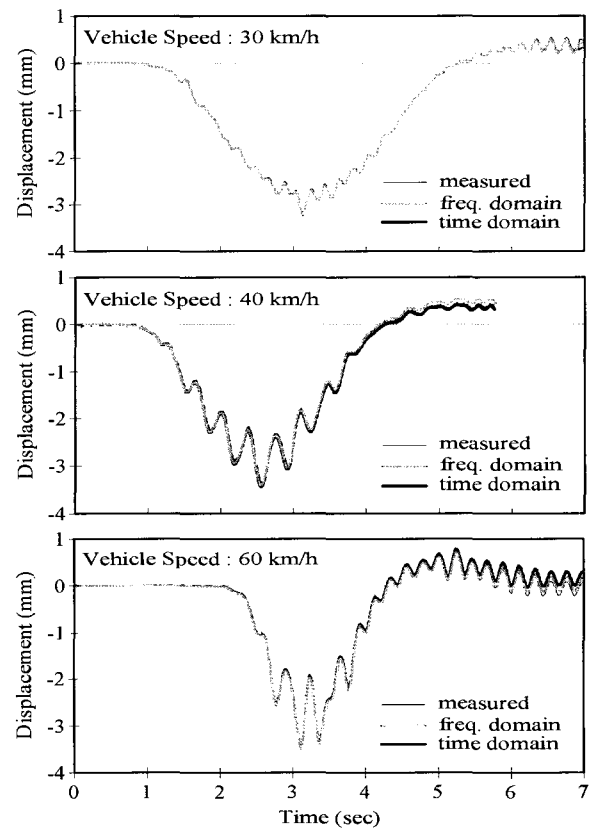 1
Vehicle Speed : 30 km/h
0
-1
-2
-3
-4
Displacement (mm)
measured
freq. domain
time domain
1
Vehicle Speed : 40 km/h
0
-1
-2
-3
-4
Displacement (mm)
measured
freq. domain
time domain
1
Vehicle Speed : 60 km/h
0
-1
-2
-3
-4
Displacement (mm)
measured
freq. domain
time domain
0 1 2 3 4 5 6 7
Time (sec)